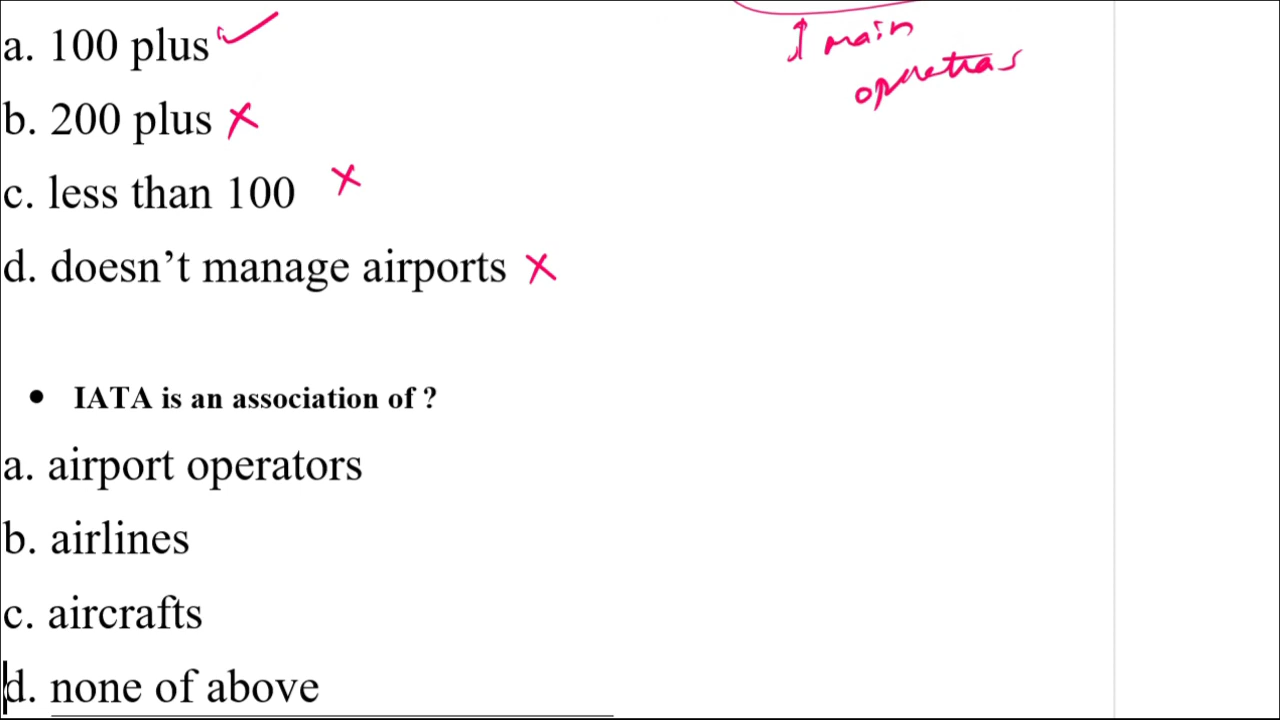 a. 100 plus
main
operators
b. 200 plus
c. less than 100
d. doesn’t manage airports
• IATA is an association of ?
a. airport operators
b. airlines
c. aircrafts
d. none of above